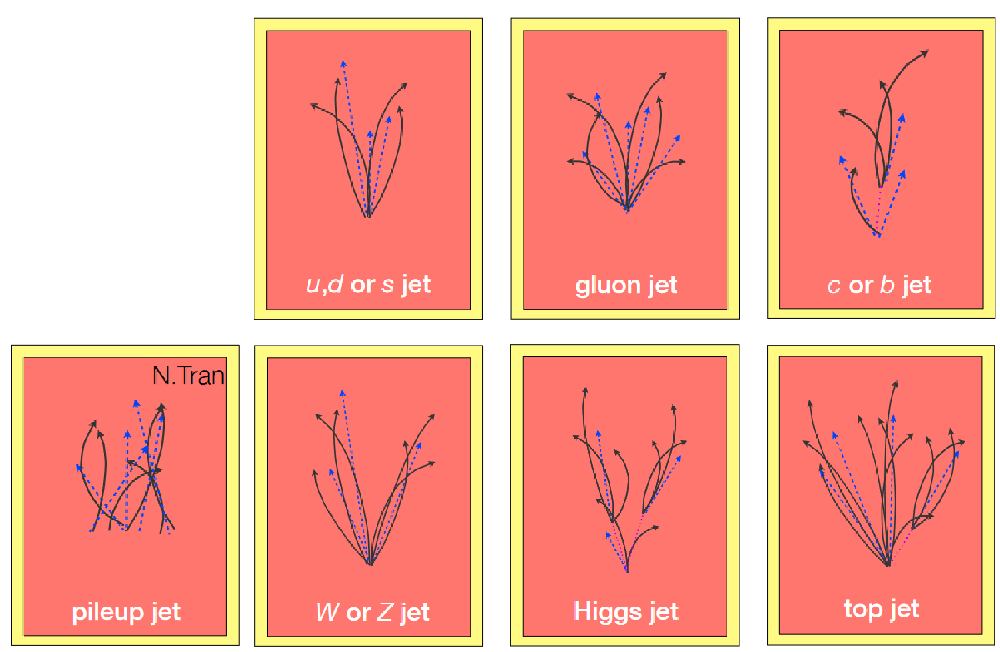 u,d or s jet
gluon jet
c or b jet
N.Tran
pileup jet
W or Z jet
Higgs jet
top jet